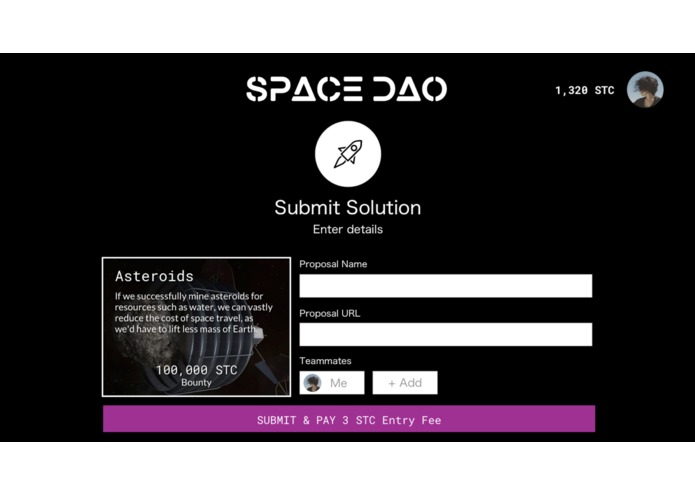 SPACE DAO
1,320 STC
Submit Solution
Enter details
Asteroids
If we successfully mine asteroids for
resources such as water, we can vastly
reduce the cost of space travel, as
we'd have to lift less mass of Earth.
100,000 STC
Bounty
Proposal Name
Proposal URL
Teammates
Me
+ Add
SUBMIT & PAY 3 STC Entry Fee